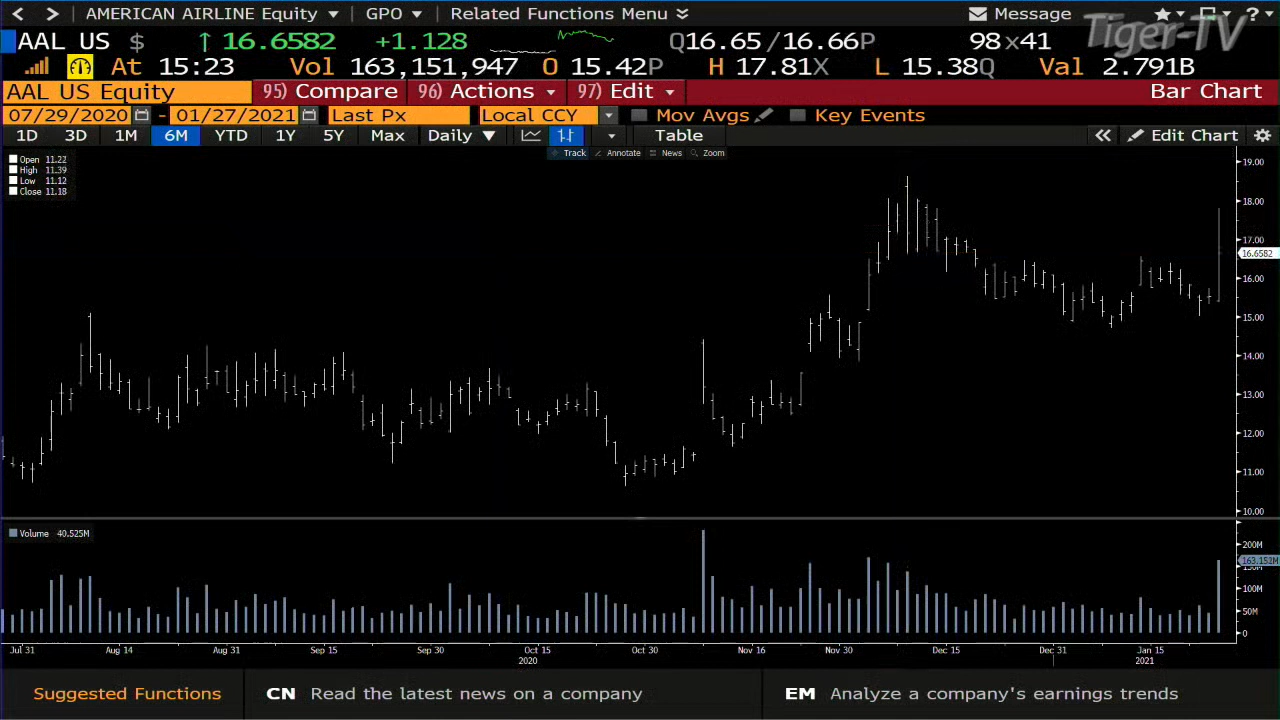 AMERICAN AIRLINE Equity GPO Related Functions Menu Message ?
Tiger-TV
AAL US $ ↑ 16.6582 +1.128 Q16.65/16.66P 98x41
At 15:23 Vol 163,151,947 O 15.42P H 17.81X L 15.38Q Val 2.791B
AAL US Equity 95) Compare 96) Actions 97) Edit Bar Chart
07/29/2020 - 01/27/2021 Last Px Local CCY Mov Avgs Key Events
1D 3D 1M 6M YTD 1Y 5Y Max Daily ▼ Table « Edit Chart
Track Annotate News Zoom
Open 11.22
High 11.39
Low 11.12
Close 11.18
19.00
18.00
17.00
16.6582
16.00
15.00
14.00
13.00
12.00
11.00
10.00
Volume 40.525M
200M
163.152M
150M
100M
50M
0
Jul 31 Aug 14 Aug 31 Sep 15 Sep 30 Oct 15 Oct 30 Nov 16 Nov 30 Dec 15 Dec 31 Jan 15
2020 2021
Suggested Functions CN Read the latest news on a company EM Analyze a company's earnings trends